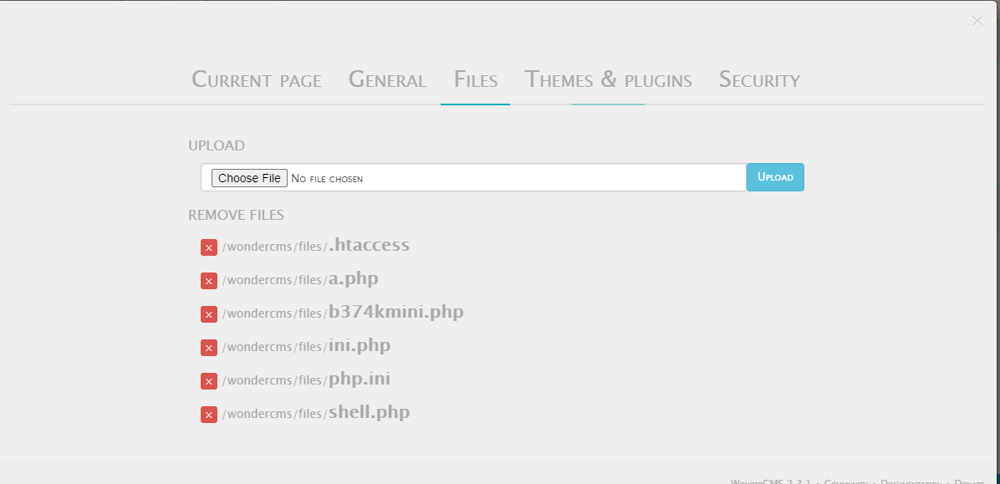 ×
Current page General Files Themes & plugins Security
UPLOAD
Choose File No file chosen Upload
REMOVE FILES
× /wondercms/files/.htaccess
× /wondercms/files/a.php
× /wondercms/files/b374kmini.php
× /wondercms/files/ini.php
× /wondercms/files/php.ini
× /wondercms/files/shell.php
WonderCMS 2.3.1 • Community • Documentation • Donate